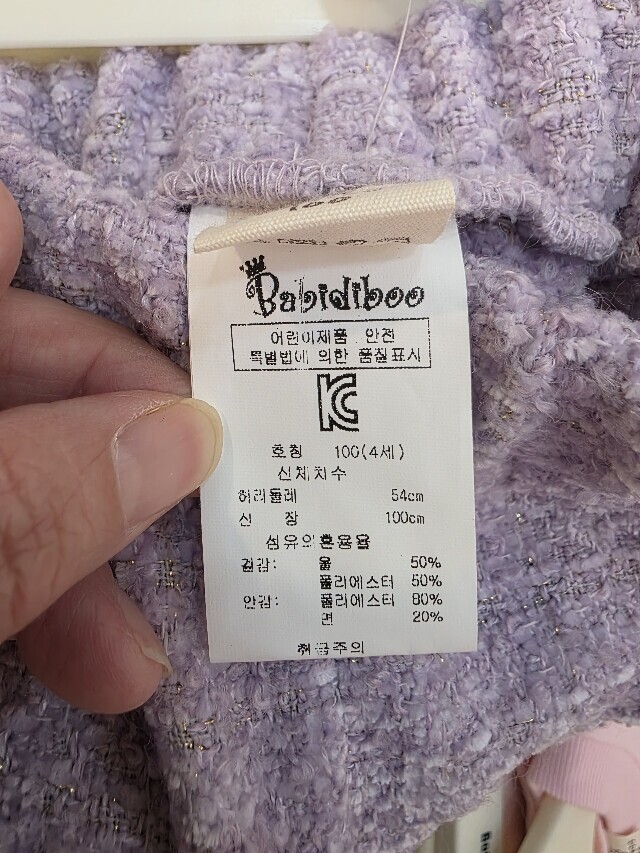 100
Babidiboo
어린이제품 안전
특별법에 의한 품질표시
호칭 100(4세)
신체치수
허리둘레 54cm
신 장 100cm
섬유의혼용율
겉감: 울 50%
폴리에스터 50%
안감: 폴리에스터 80%
면 20%
취급주의